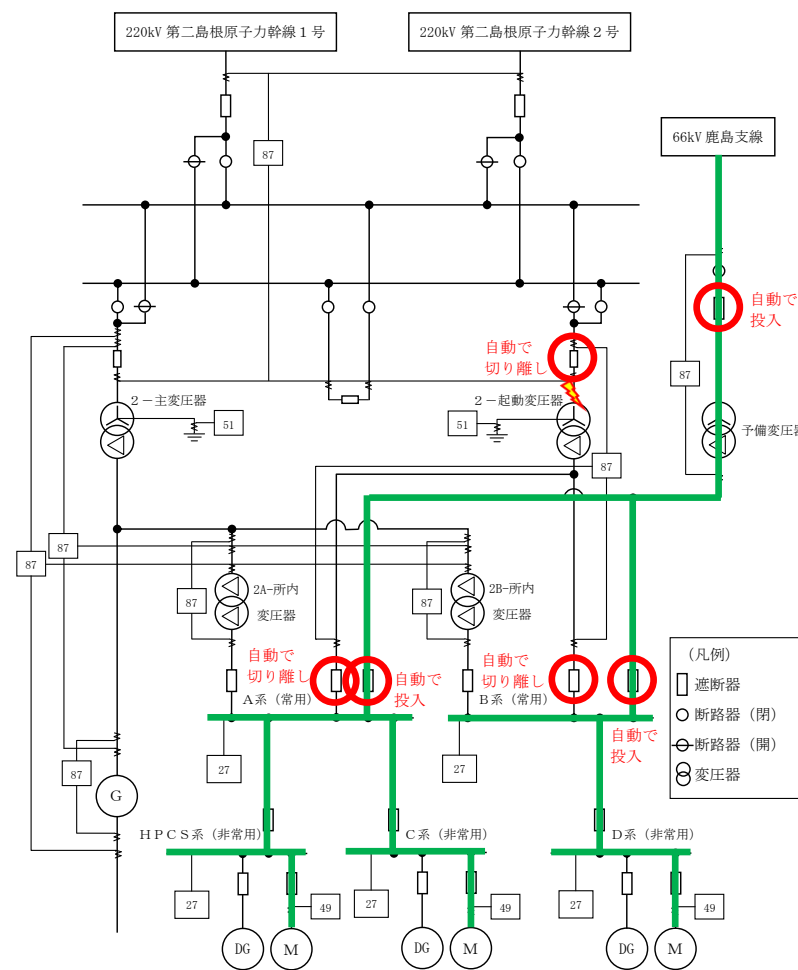 220kV 第二島根原子力幹線１号
220kV 第二島根原子力幹線２号
87
66kV 鹿島支線
自動で
投入
自動で
切り離し
87
87
２－主変圧器
51
２－起動変圧器
51
予備変圧器
87
87
87
2A-所内
変圧器
87
2B-所内
変圧器
87
自動で
切り離し
自動で
投入
自動で
切り離し
自動で
投入
A系（常用）
B系（常用）
27
27
（凡例）
遮断器
断路器（閉）
断路器（開）
変圧器
87
G
HPCS系（非常用）
C系（非常用）
D系（非常用）
27
49
27
49
27
49
DG
M
DG
M
DG
M